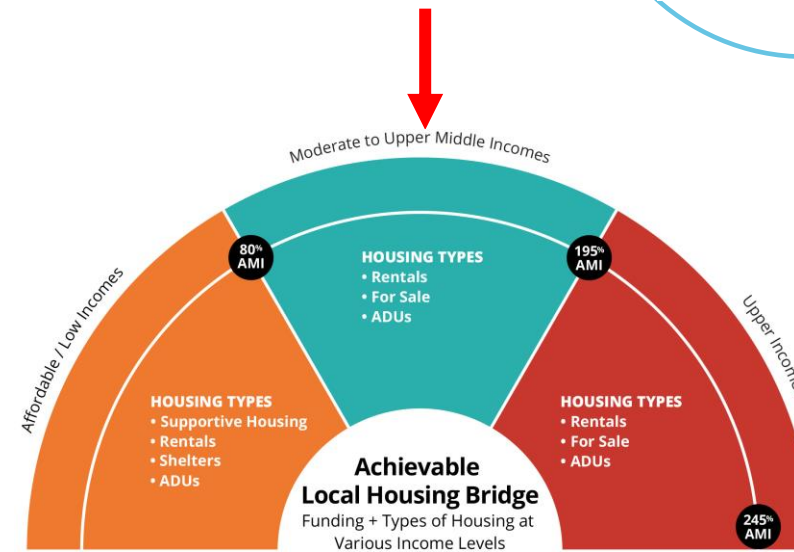 Moderate to Upper Middle Incomes
80% AMI
195% AMI
HOUSING TYPES
• Rentals
• For Sale
• ADUs
Affordable / Low Incomes
Upper Income
HOUSING TYPES
• Supportive Housing
• Rentals
• Shelters
• ADUs
HOUSING TYPES
• Rentals
• For Sale
• ADUs
Achievable
Local Housing Bridge
Funding + Types of Housing at
Various Income Levels
245% AMI